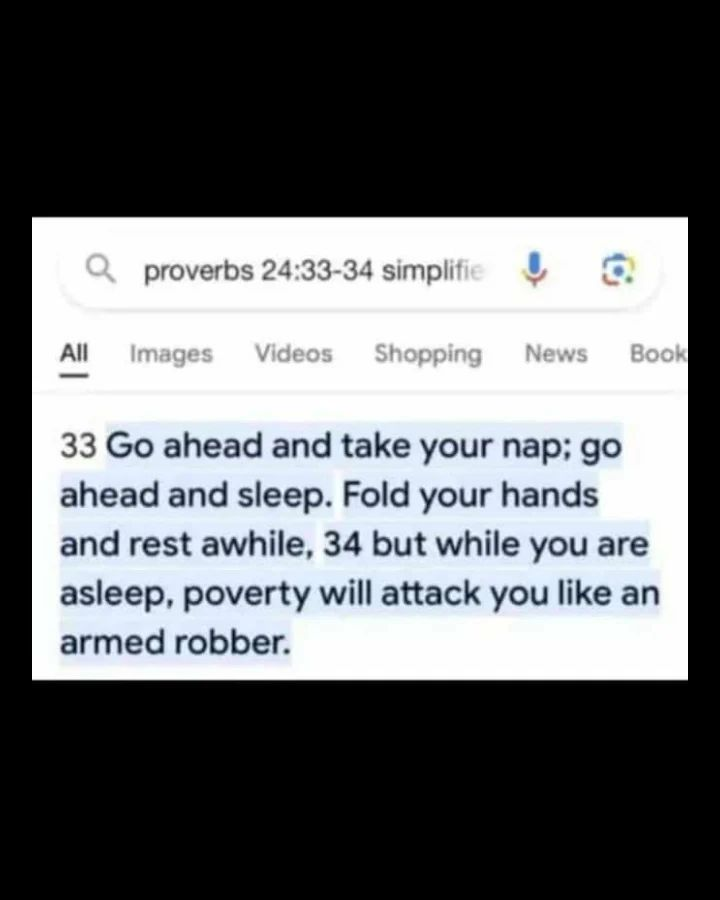 proverbs 24:33-34 simplifie
All Images Videos Shopping News Book
33 Go ahead and take your nap; go
ahead and sleep. Fold your hands
and rest awhile, 34 but while you are
asleep, poverty will attack you like an
armed robber.